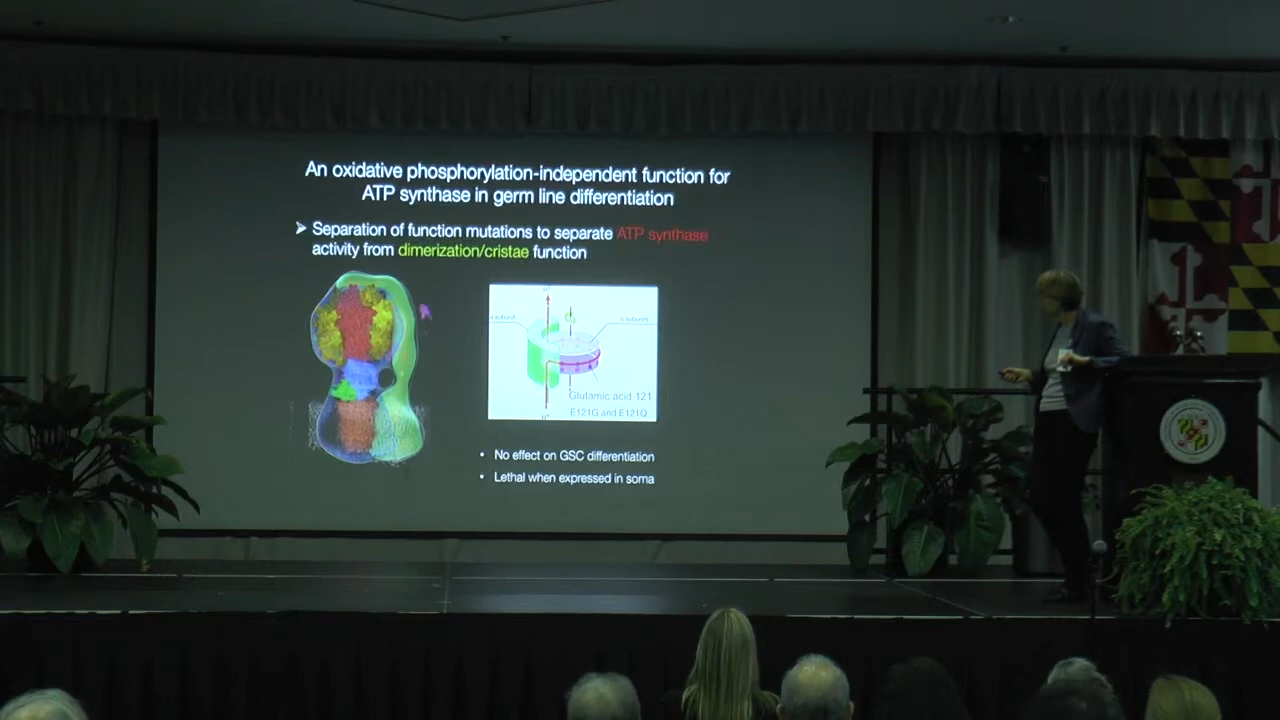 An oxidative phosphorylation-independent function for
ATP synthase in germ line differentiation
➤ Separation of function mutations to separate ATP synthase
activity from dimerization/cristae function
H⁺
a subunit
c subunits
Glutamic acid 121
E121G and E121Q
H⁺
• No effect on GSC differentiation
• Lethal when expressed in soma